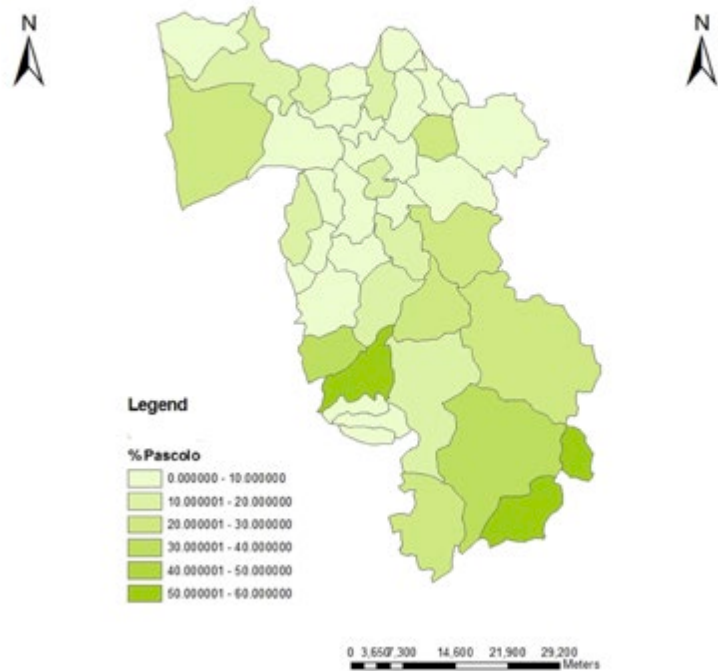 N
N
Legend
% Pascolo
0.000000 - 10.000000
10.000001 - 20.000000
20.000001 - 30.000000
30.000001 - 40.000000
40.000001 - 50.000000
50.000001 - 60.000000
0 3,650 7,300 14,600 21,900 29,200
Meters